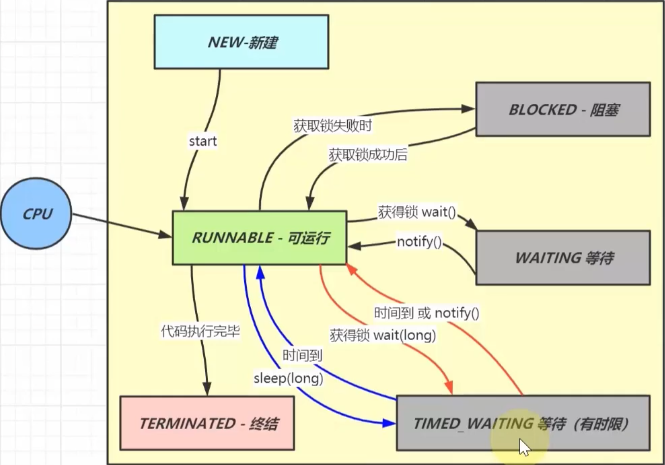 NEW-新建
BLOCKED - 阻塞
获取锁失败时
start
获取锁成功后
CPU
RUNNABLE - 可运行
获得锁 wait()
notify()
WAITING 等待
时间到 或 notify()
代码执行完毕
获得锁 wait(long)
时间到
sleep(long)
TERMINATED - 终结
TIMED_WAITING 等待（有时限）